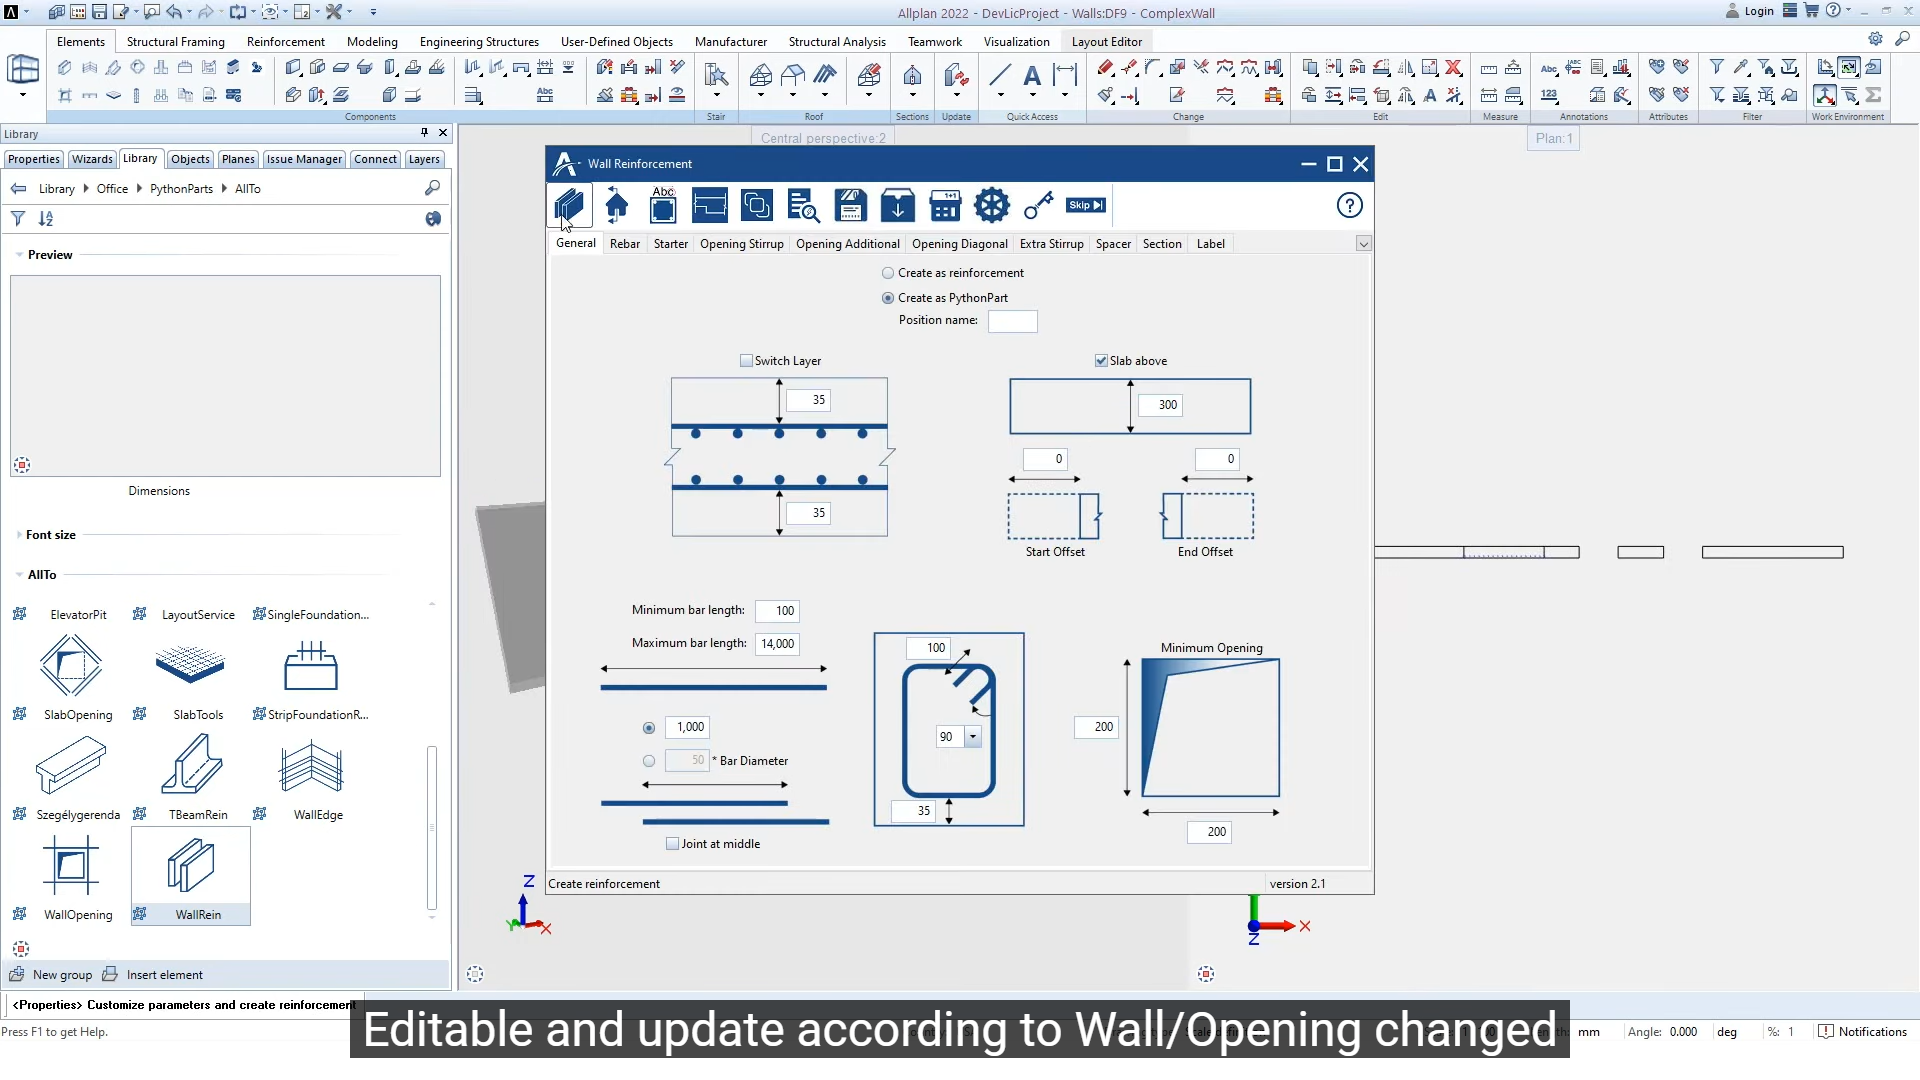 Allplan 2022 - DevLicProject - Walls:DF9 - ComplexWall
Login
Elements
Structural Framing
Reinforcement
Modeling
Engineering Structures
User-Defined Objects
Manufacturer
Structural Analysis
Teamwork
Visualization
Layout Editor
Components
Stair
Roof
Sections
Update
Quick Access
Change
Edit
Measure
Annotations
Attributes
Filter
Work Environment
Library
Properties
Wizards
Library
Objects
Planes
Issue Manager
Connect
Layers
Library
Office
PythonParts
AllTo
Preview
Dimensions
Font size
AllTo
ElevatorPit
LayoutService
SingleFoundation...
SlabOpening
SlabTools
StripFoundationR...
Szegélygerenda
TBeamRein
WallEdge
WallOpening
WallRein
New group
Insert element
<Properties> Customize parameters and create reinforcement
Press F1 to get Help.
Central perspective:2
Plan:1
Wall Reinforcement
Abc
Skip
General
Rebar
Starter
Opening Stirrup
Opening Additional
Opening Diagonal
Extra Stirrup
Spacer
Section
Label
Create as reinforcement
Create as PythonPart
Position name:
Switch Layer
35
35
Slab above
300
0
0
Start Offset
End Offset
Minimum bar length: 100
Maximum bar length: 14,000
1,000
50 * Bar Diameter
Joint at middle
100
90
35
Minimum Opening
200
200
Create reinforcement
version 2.1
Z
Y
X
X
Z
Editable and update according to Wall/Opening changed
mm
Angle: 0.000
deg
%: 1
Notifications